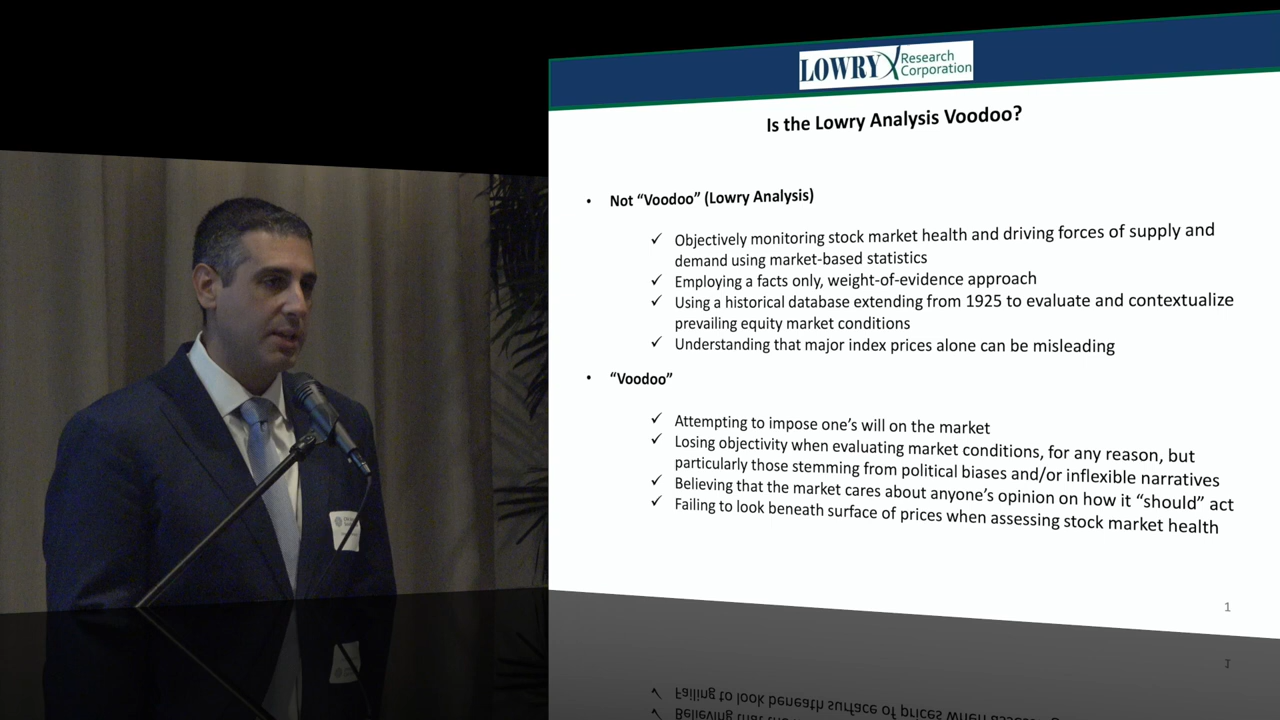 LOWRY Research
Corporation
Is the Lowry Analysis Voodoo?
• Not “Voodoo” (Lowry Analysis)
✓ Objectively monitoring stock market health and driving forces of supply and
demand using market-based statistics
✓ Employing a facts only, weight-of-evidence approach
✓ Using a historical database extending from 1925 to evaluate and contextualize
prevailing equity market conditions
✓ Understanding that major index prices alone can be misleading
• “Voodoo”
✓ Attempting to impose one’s will on the market
✓ Losing objectivity when evaluating market conditions, for any reason, but
particularly those stemming from political biases and/or inflexible narratives
✓ Believing that the market cares about anyone’s opinion on how it “should” act
✓ Failing to look beneath surface of prices when assessing stock market health
1